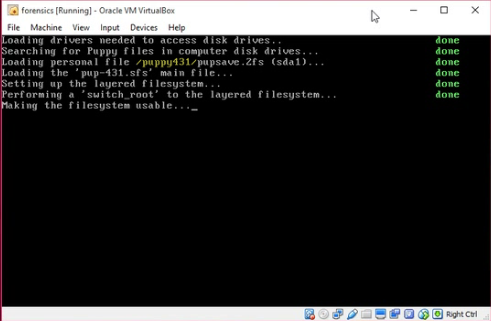 forensics [Running] - Oracle VM VirtualBox
File Machine View Input Devices Help
Loading drivers needed to access disk drives.. done
Searching for Puppy files in computer disk drives... done
Loading personal file /puppy431/pupsave.2fs (sda1)... done
Loading the 'pup-431.sfs' main file... done
Setting up the layered filesystem... done
Performing a 'switch_root' to the layered filesystem... done
Making the filesystem usable..._
Right Ctrl